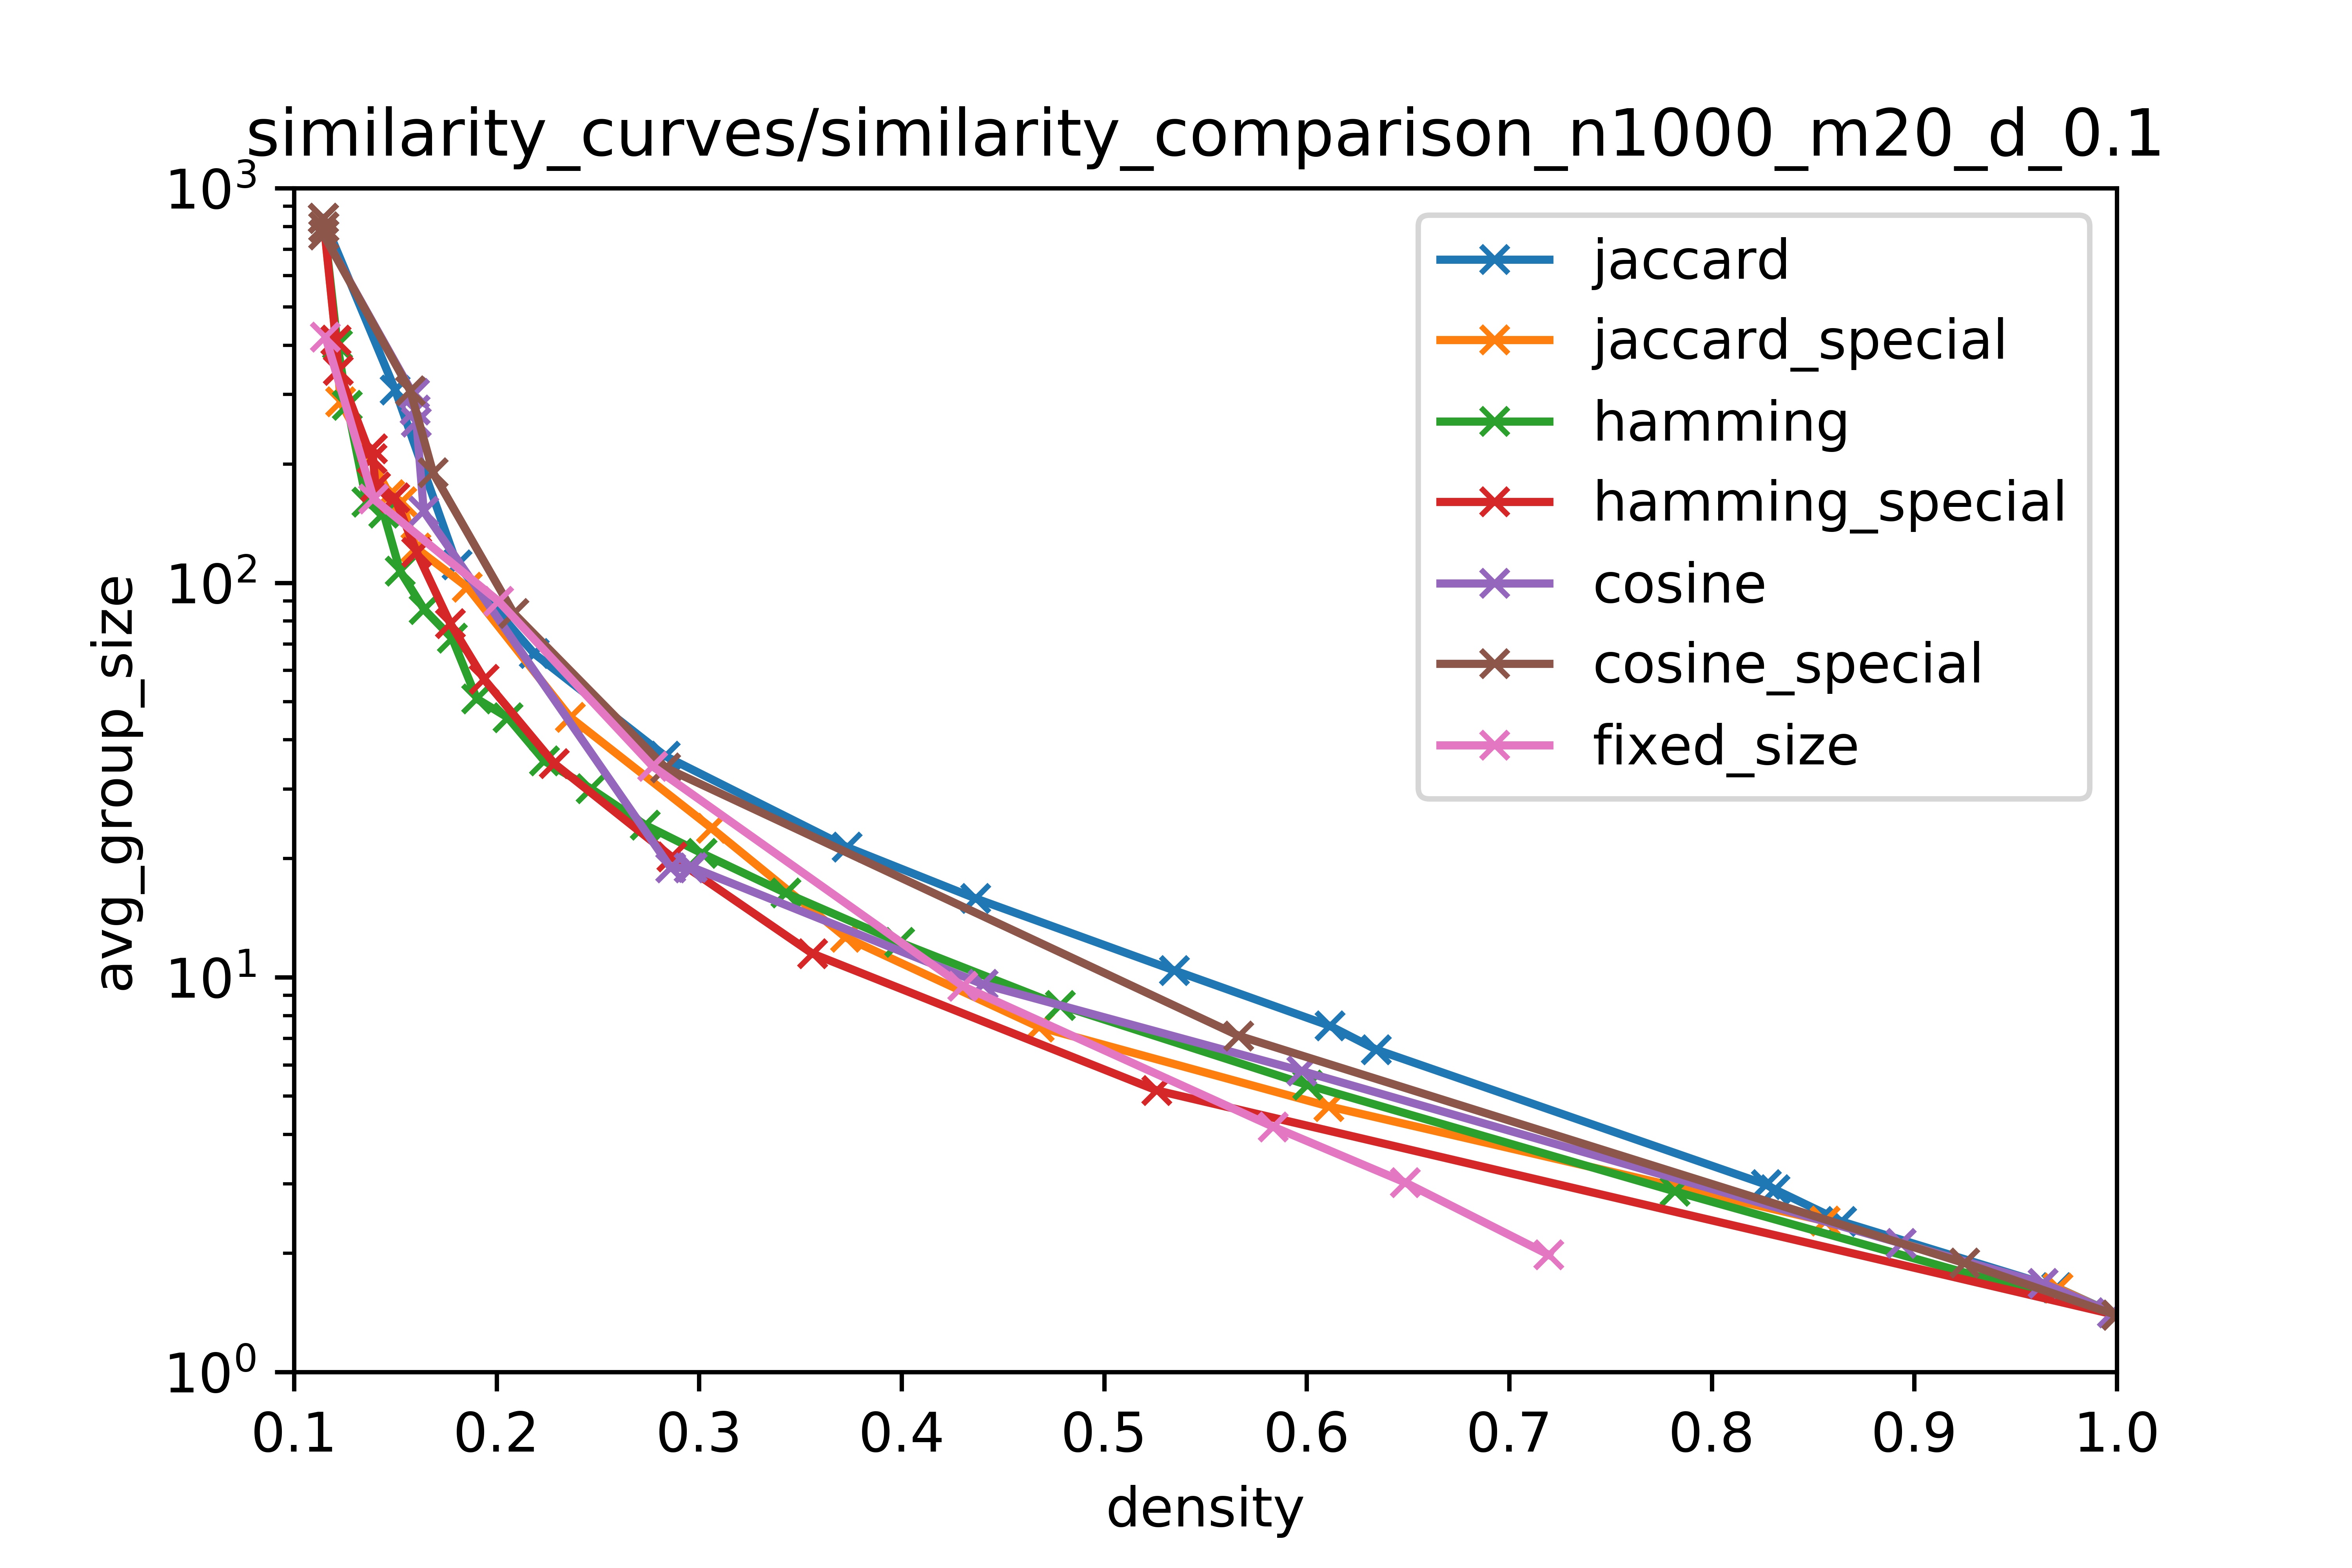 similarity_curves/similarity_comparison_n1000_m20_d_0.1
10³
10²
10¹
10⁰
avg_group_size
jaccard
jaccard_special
hamming
hamming_special
cosine
cosine_special
fixed_size
0.1 0.2 0.3 0.4 0.5 0.6 0.7 0.8 0.9 1.0
density